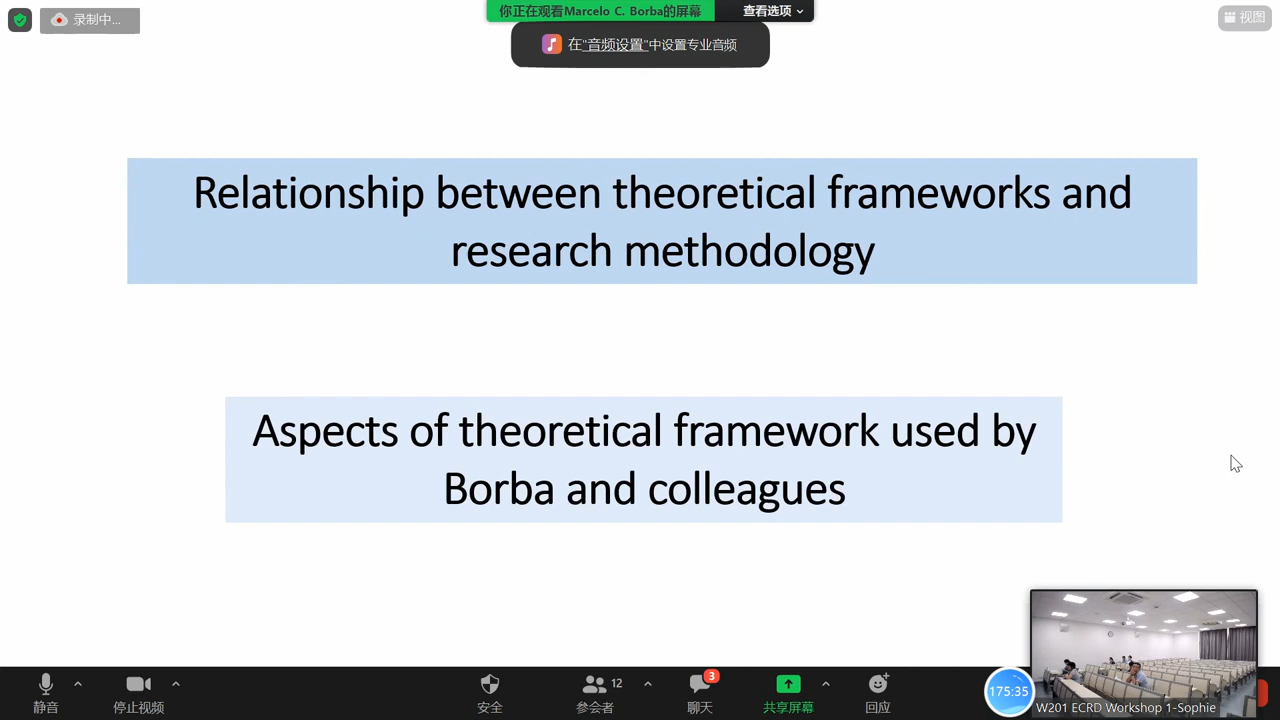 录制中...
你正在观看Marcelo C. Borba的屏幕
查看选项
视图
在"音频设置"中设置专业音频
Relationship between theoretical frameworks and
research methodology
Aspects of theoretical framework used by
Borba and colleagues
静音
停止视频
安全
12
参会者
3
聊天
共享屏幕
回应
175:35
W201 ECRD Workshop 1-Sophie